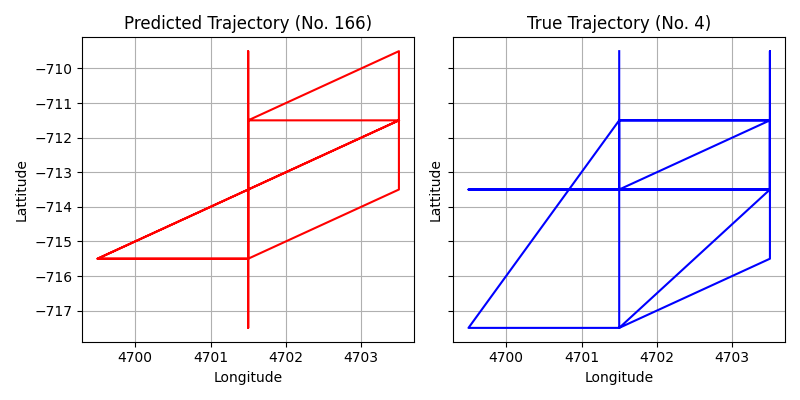 Predicted Trajectory (No. 166)
True Trajectory (No. 4)
−710
−711
−712
−713
−714
−715
−716
−717
Lattitude
Lattitude
4700
4701
4702
4703
4700
4701
4702
4703
Longitude
Longitude